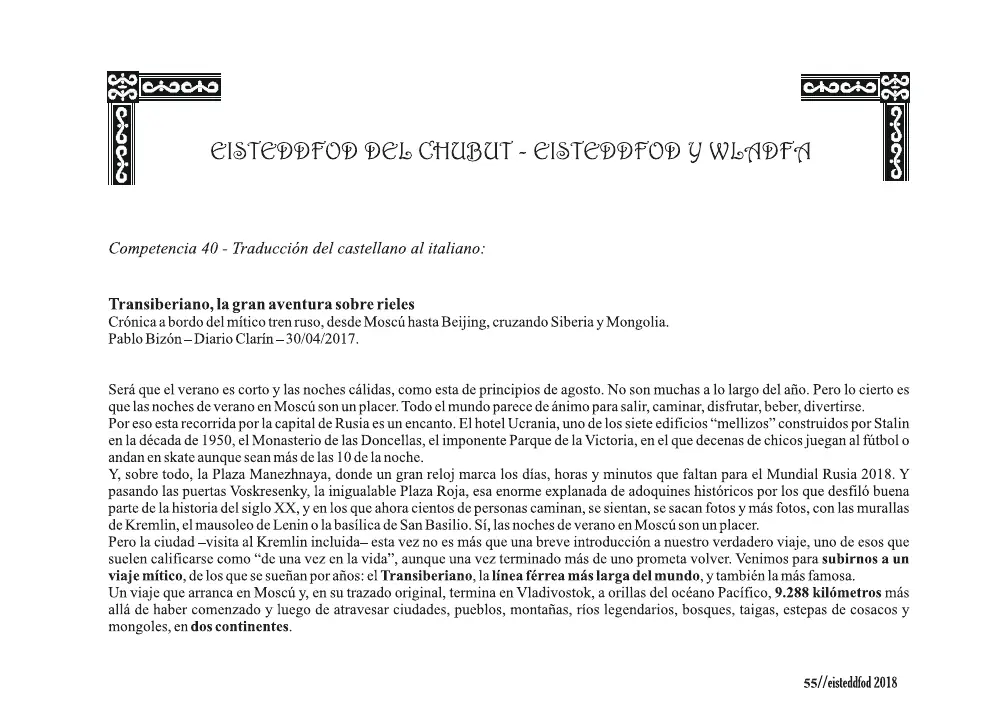 EISTEDDFOD DEL CHUBUT - EISTEDDFOD Y WLADFA
Competencia 40 - Traducción del castellano al italiano:
Transiberiano, la gran aventura sobre rieles
Crónica a bordo del mítico tren ruso, desde Moscú hasta Beijing, cruzando Siberia y Mongolia.
Pablo Bizón – Diario Clarín – 30/04/2017.
Será que el verano es corto y las noches cálidas, como esta de principios de agosto. No son muchas a lo largo del año. Pero lo cierto es
que las noches de verano en Moscú son un placer. Todo el mundo parece de ánimo para salir, caminar, disfrutar, beber, divertirse.
Por eso esta recorrida por la capital de Rusia es un encanto. El hotel Ucrania, uno de los siete edificios “mellizos” construidos por Stalin
en la década de 1950, el Monasterio de las Doncellas, el imponente Parque de la Victoria, en el que decenas de chicos juegan al fútbol o
andan en skate aunque sean más de las 10 de la noche.
Y, sobre todo, la Plaza Manezhnaya, donde un gran reloj marca los días, horas y minutos que faltan para el Mundial Rusia 2018. Y
pasando las puertas Voskresenky, la inigualable Plaza Roja, esa enorme explanada de adoquines históricos por los que desfiló buena
parte de la historia del siglo XX, y en los que ahora cientos de personas caminan, se sientan, se sacan fotos y más fotos, con las murallas
de Kremlin, el mausoleo de Lenin o la basílica de San Basilio. Sí, las noches de verano en Moscú son un placer.
Pero la ciudad –visita al Kremlin incluida– esta vez no es más que una breve introducción a nuestro verdadero viaje, uno de esos que
suelen calificarse como “de una vez en la vida”, aunque una vez terminado más de uno prometa volver. Venimos para subirnos a un
viaje mítico, de los que se sueñan por años: el Transiberiano, la línea férrea más larga del mundo, y también la más famosa.
Un viaje que arranca en Moscú y, en su trazado original, termina en Vladivostok, a orillas del océano Pacífico, 9.288 kilómetros más
allá de haber comenzado y luego de atravesar ciudades, pueblos, montañas, ríos legendarios, bosques, taigas, estepas de cosacos y
mongoles, en dos continentes.
55//eisteddfod 2018